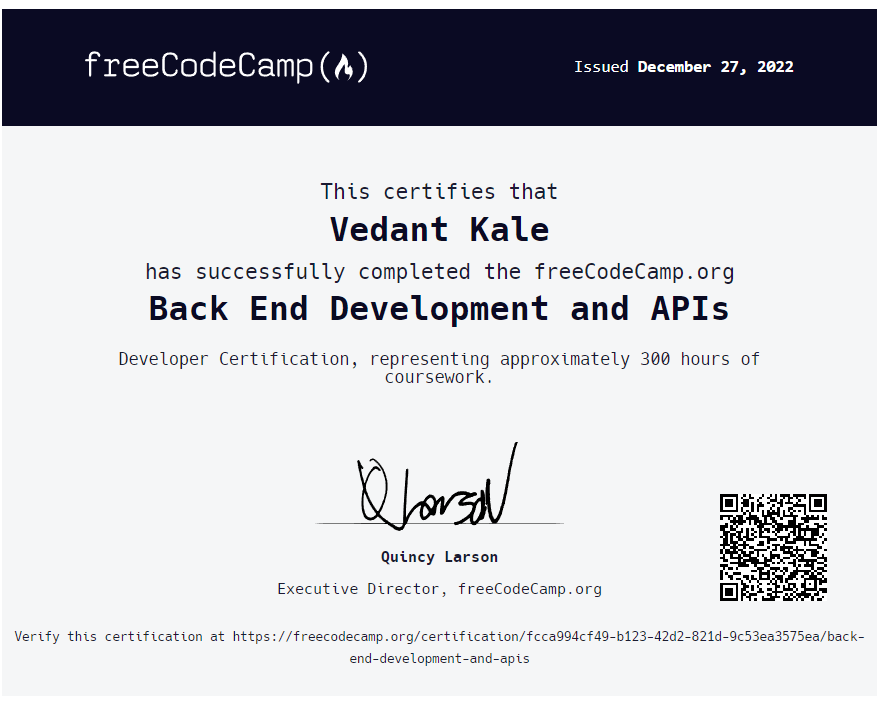 freeCodeCamp(🔥)
Issued December 27, 2022
This certifies that
Vedant Kale
has successfully completed the freeCodeCamp.org
Back End Development and APIs
Developer Certification, representing approximately 300 hours of
coursework.
Q Larson
Quincy Larson
Executive Director, freeCodeCamp.org
Verify this certification at https://freecodecamp.org/certification/fcca994cf49-b123-42d2-821d-9c53ea3575ea/back-
end-development-and-apis